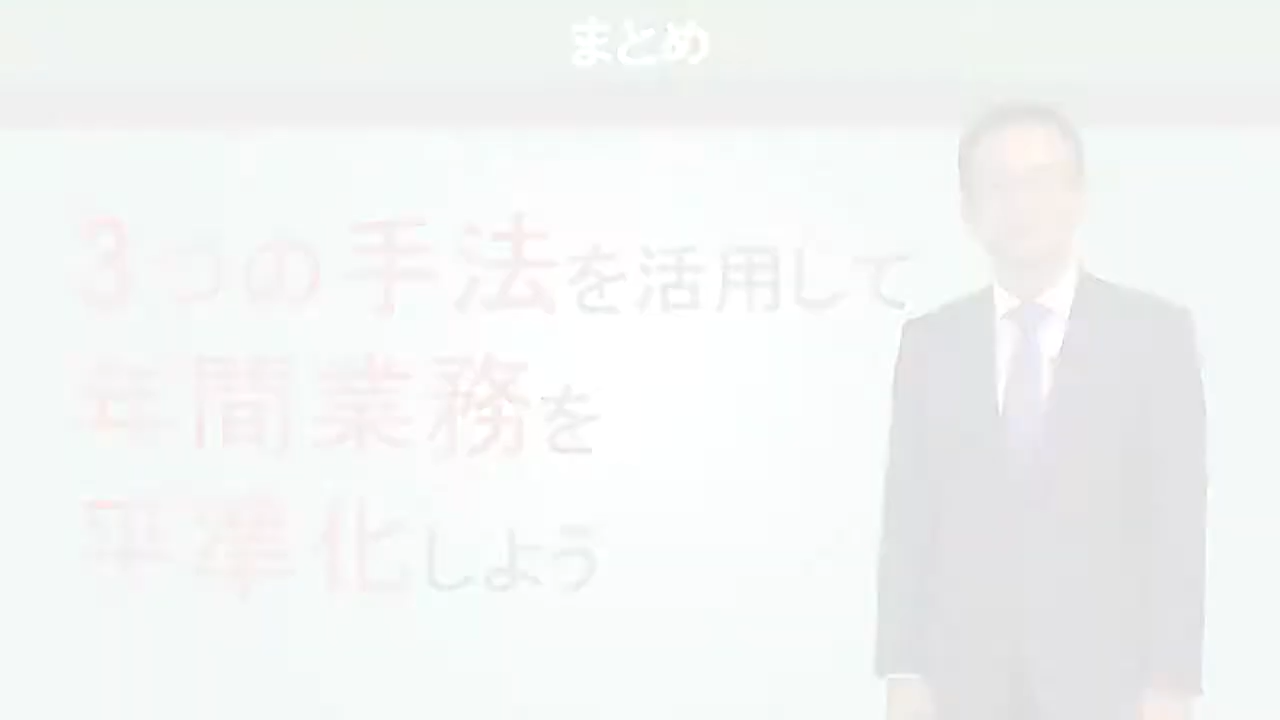 まとめ
3つの手法を活用して
年間業務を
平準化しよう